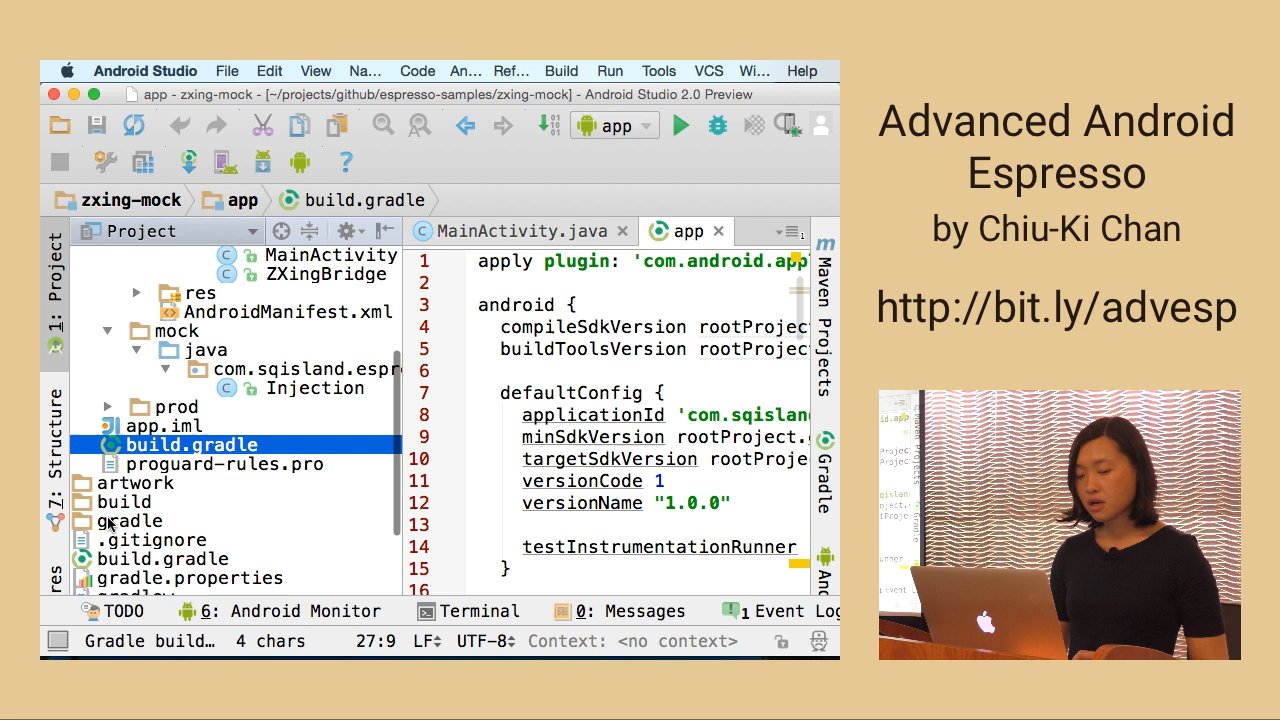 Android Studio File Edit View Na... Code An... Ref... Build Run Tools VCS Wi... Help
app - zxing-mock - [~/projects/github/espresso-samples/zxing-mock] - Android Studio 2.0 Preview
app
zxing-mock app build.gradle
1: Project
7: Structure
Project
MainActivity
ZXingBridge
res
AndroidManifest.xml
mock
java
com.sqisland.espr
Injection
prod
app.iml
build.gradle
proguard-rules.pro
artwork
build
gradle
.gitignore
build.gradle
gradle.properties
MainActivity.java app
1 apply plugin: 'com.android.app
2
3 android {
4 compileSdkVersion rootProjec
5 buildToolsVersion rootProjec
6
7 defaultConfig {
8 applicationId 'com.sqislan
9 minSdkVersion rootProject.
10 targetSdkVersion rootProje
11 versionCode 1
12 versionName "1.0.0"
13
14 testInstrumentationRunner
15 }
16
Maven Projects
Gradle
TODO 6: Android Monitor Terminal 0: Messages 1 Event Log
Gradle build... 4 chars 27:9 LF UTF-8 Context: <no context>
Advanced Android
Espresso
by Chiu-Ki Chan
http://bit.ly/advesp